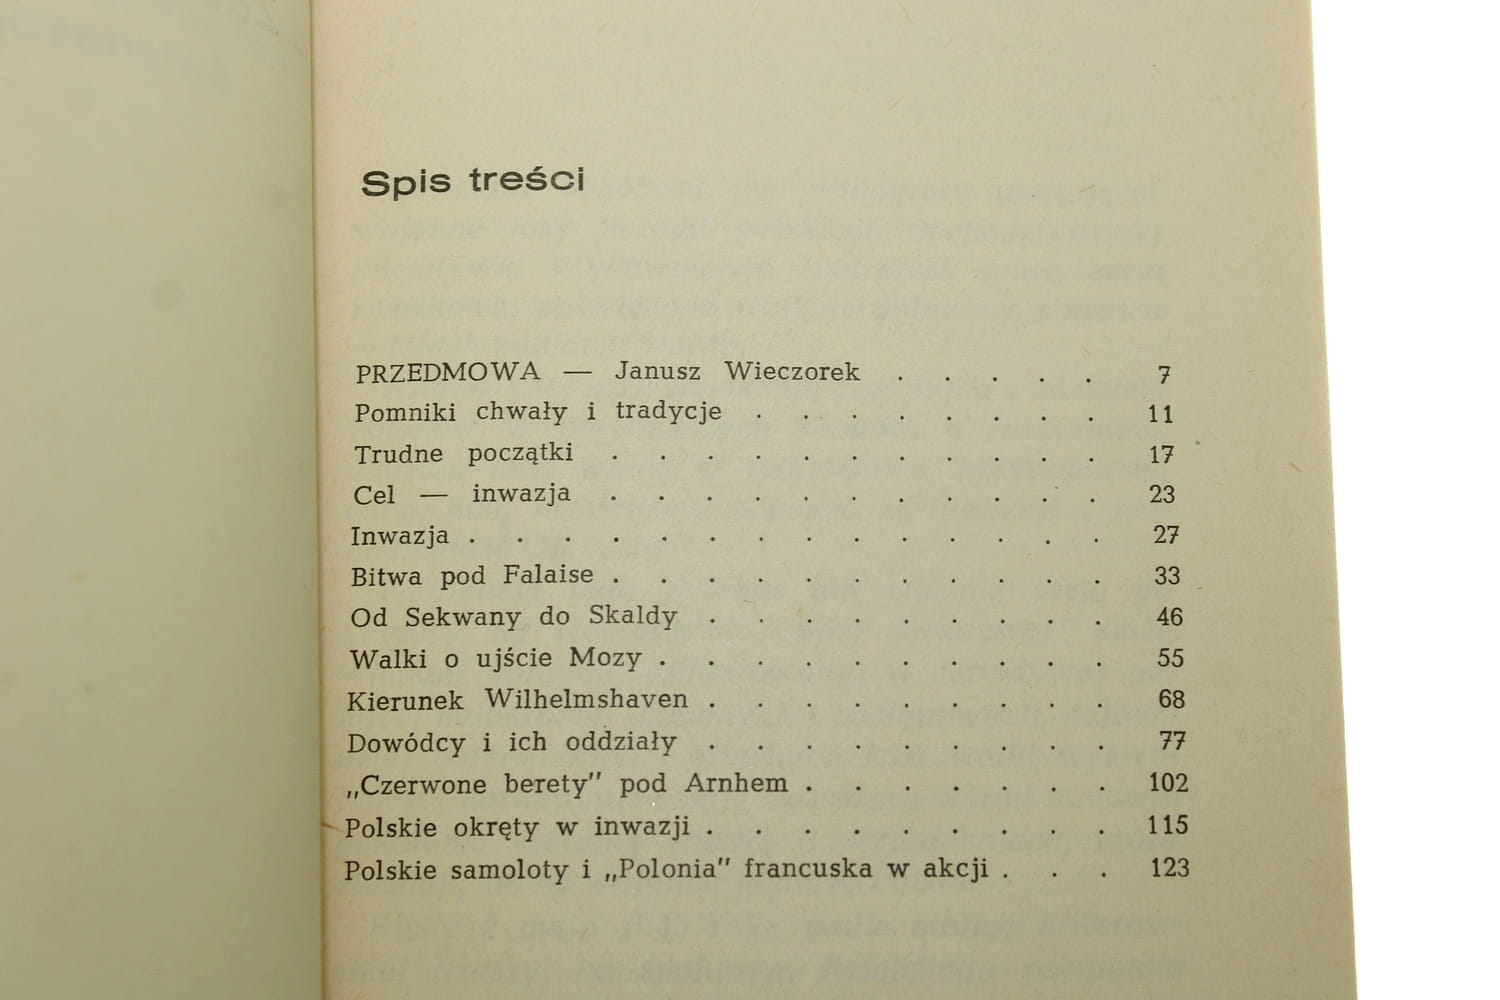 Spis treści
PRZEDMOWA — Janusz Wieczorek . . . . . 7
Pomniki chwały i tradycje . . . . . . . . 11
Trudne początki . . . . . . . . . . . 17
Cel — inwazja . . . . . . . . . . . 23
Inwazja . . . . . . . . . . . . . . 27
Bitwa pod Falaise . . . . . . . . . . . 33
Od Sekwany do Skaldy . . . . . . . . . 46
Walki o ujście Mozy . . . . . . . . . . 55
Kierunek Wilhelmshaven . . . . . . . . . 68
Dowódcy i ich oddziały . . . . . . . . . 77
„Czerwone berety” pod Arnhem . . . . . . . 102
Polskie okręty w inwazji . . . . . . . . . 115
Polskie samoloty i „Polonia” francuska w akcji . . . 123